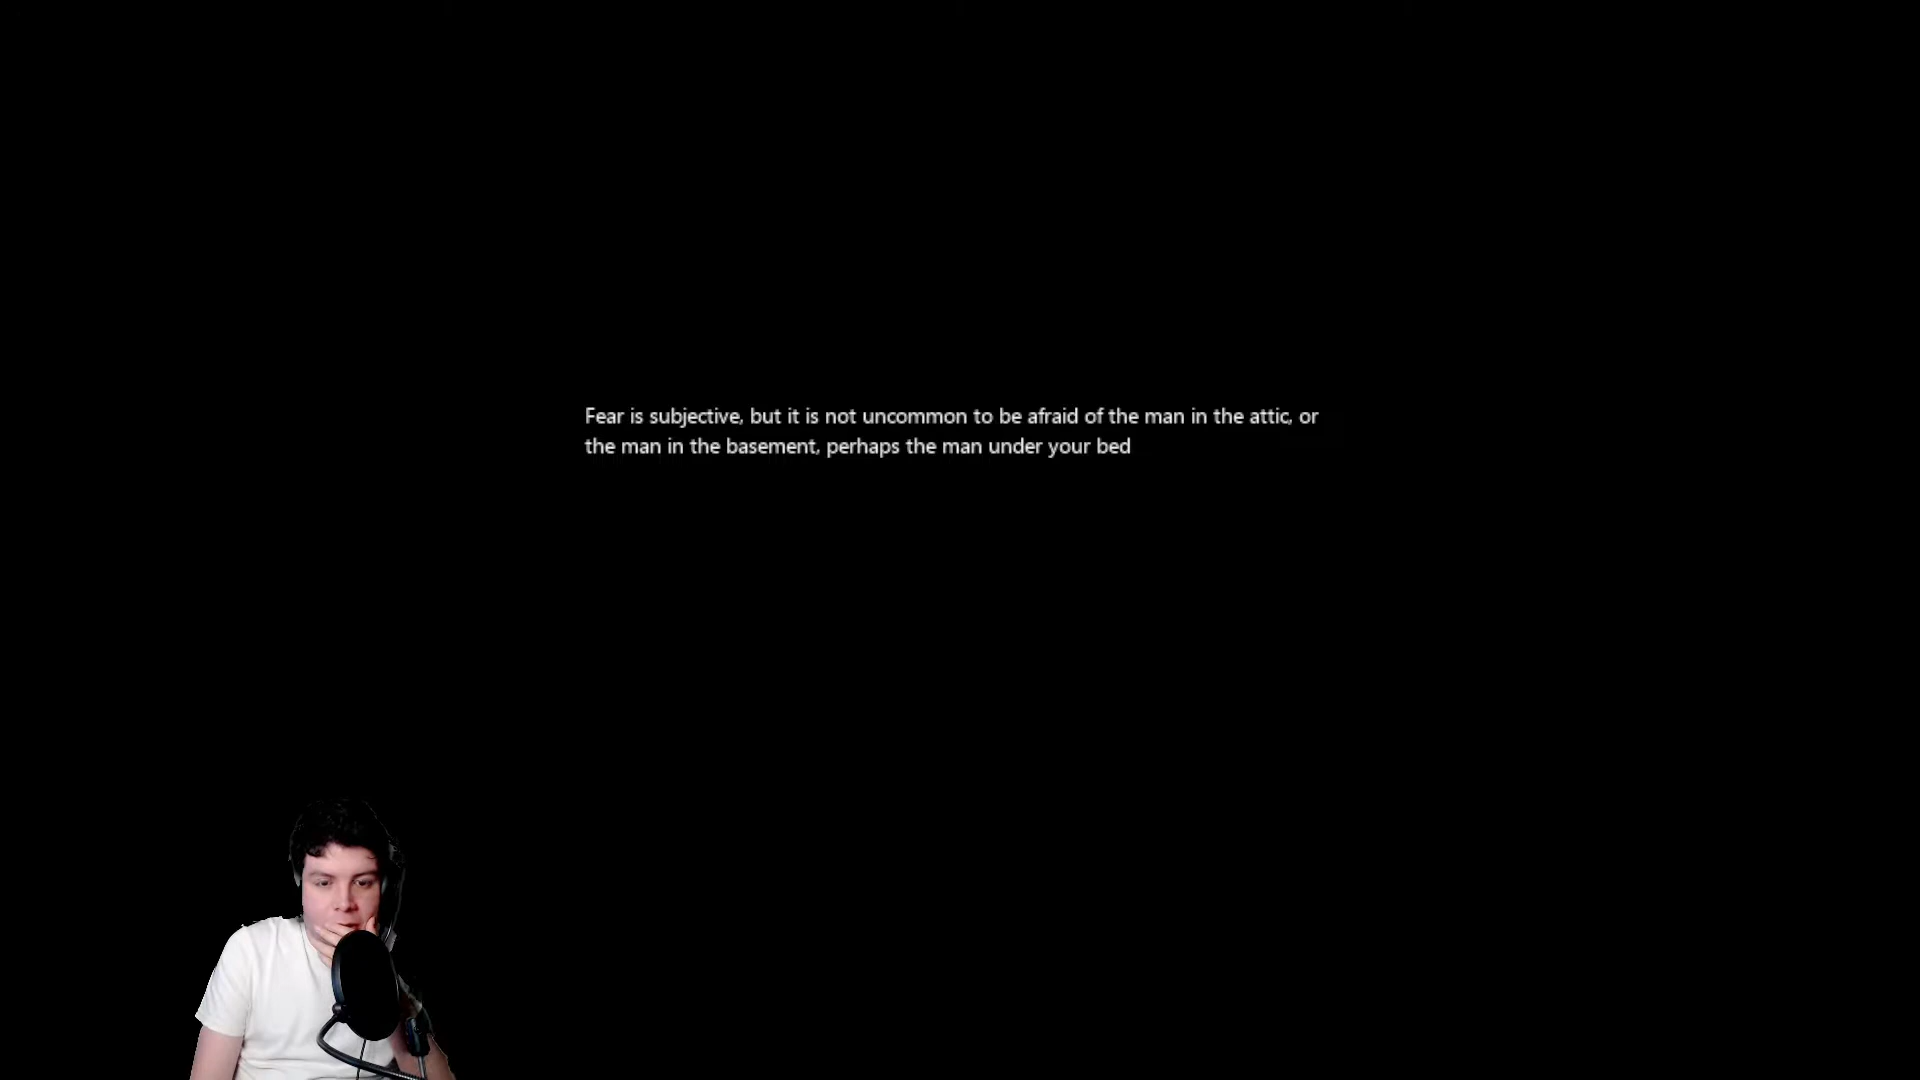 Fear is subjective, but it is not uncommon to be afraid of the man in the attic, or
the man in the basement, perhaps the man under your bed